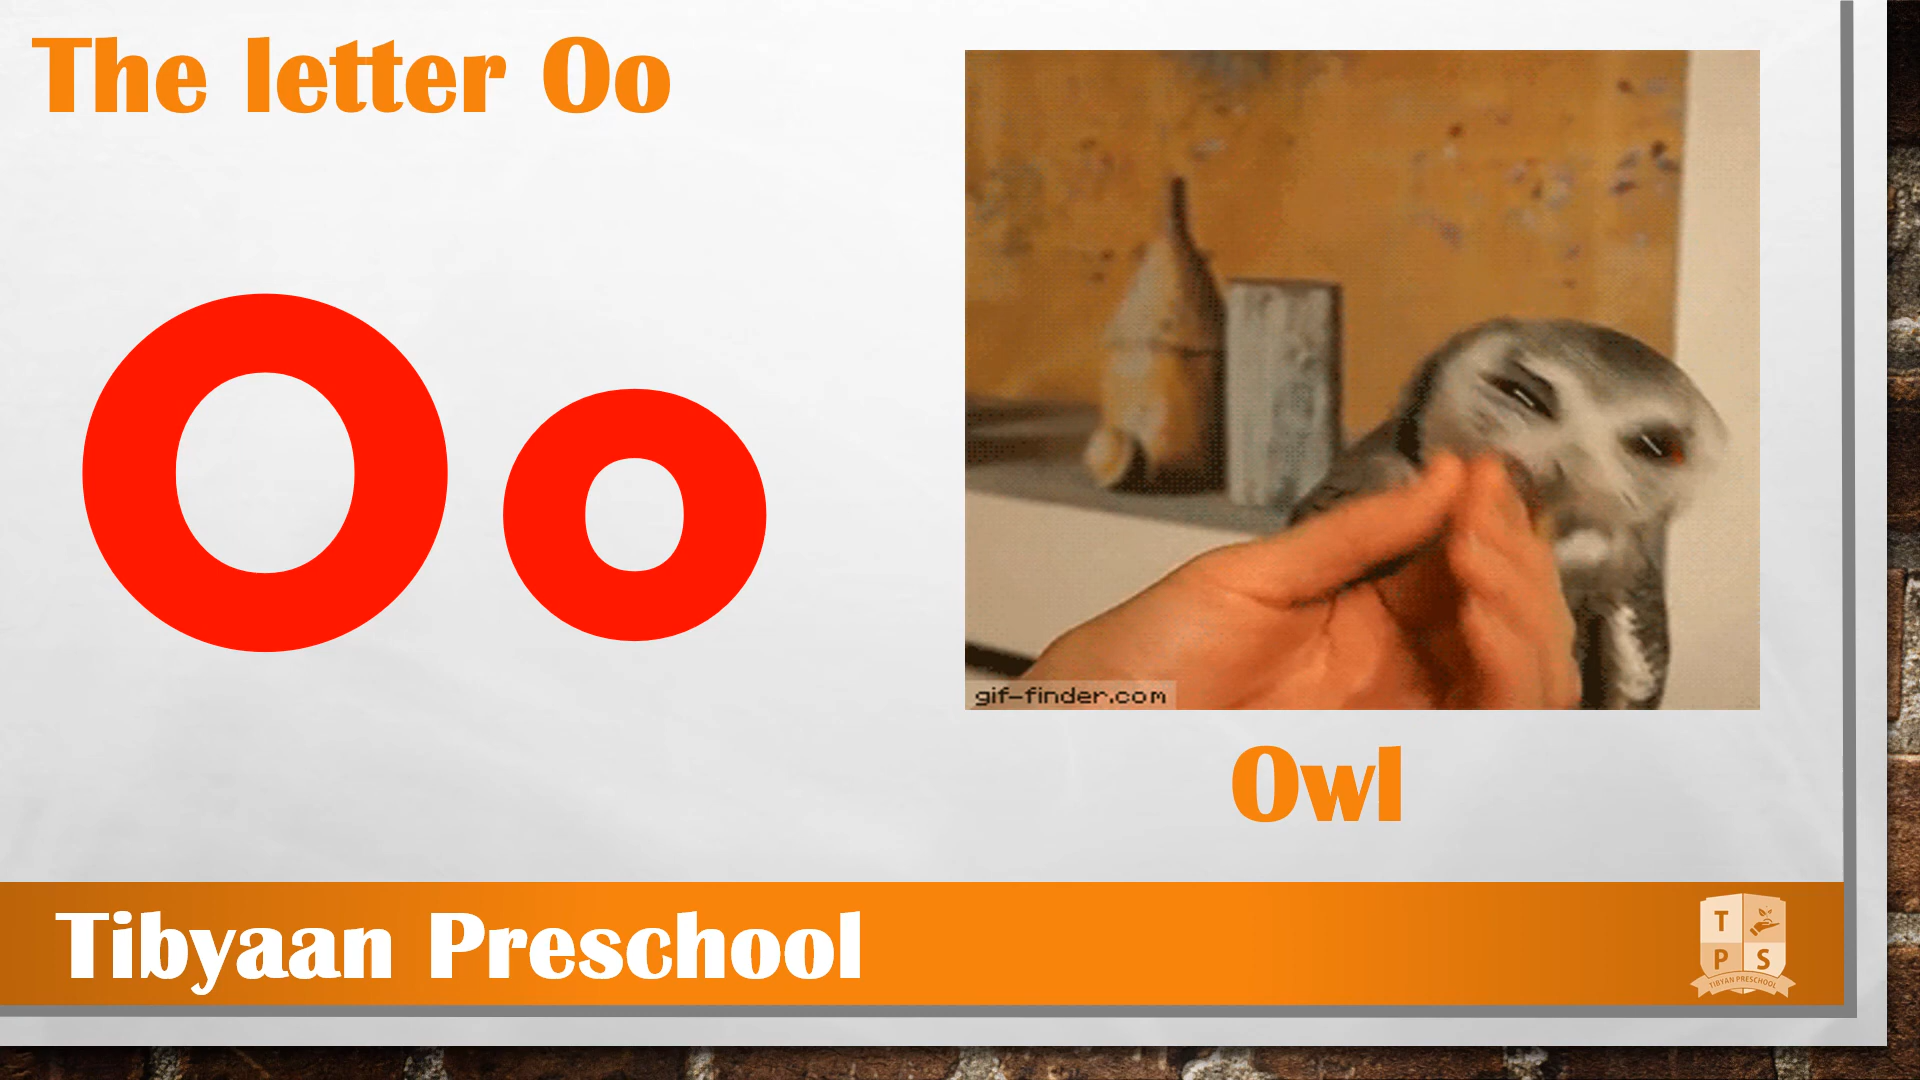 The letter Oo
Oo
gif-finder.com
Owl
Tibyaan Preschool
T
P S
TIBYAN PRESCHOOL